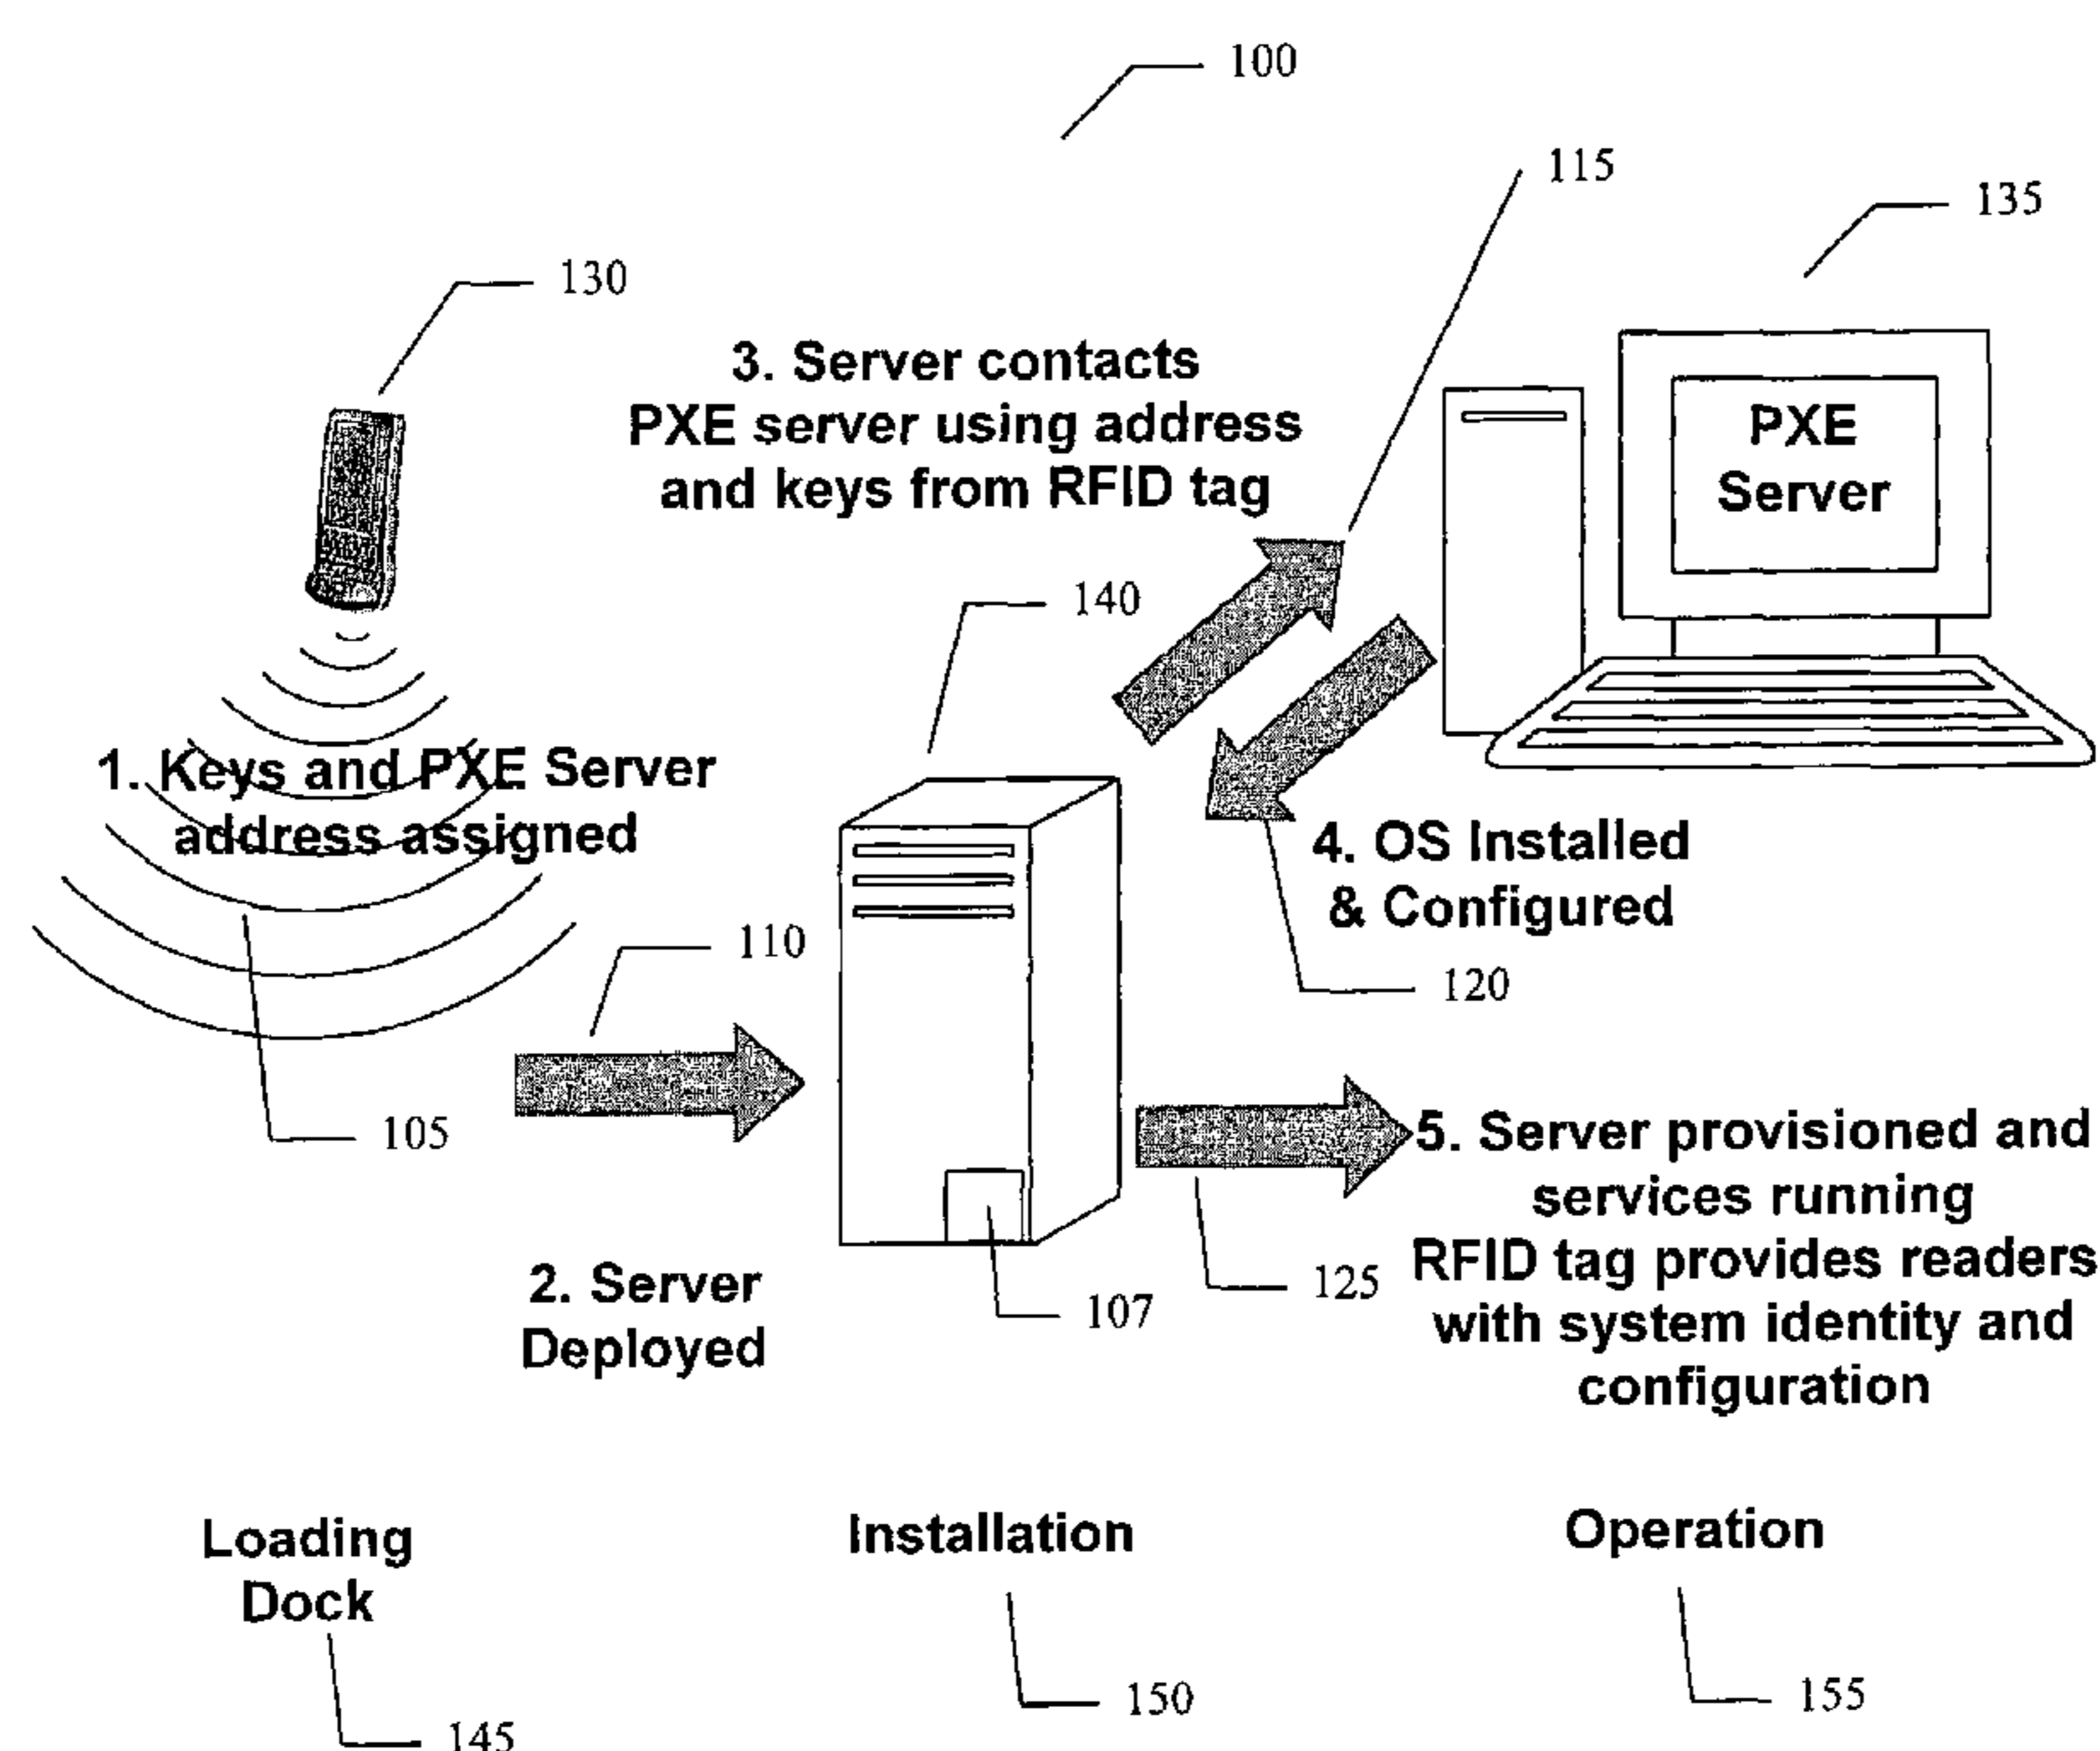 100
115
135
130
3. Server contacts
PXE server using address
and keys from RFID tag
PXE
Server
140
1. Keys and PXE Server
address assigned
4. OS Installed
& Configured
110
120
105
5. Server provisioned and
services running
RFID tag provides readers
with system identity and
configuration
125
107
2. Server
Deployed
Loading
Dock
Installation
Operation
145
150
155